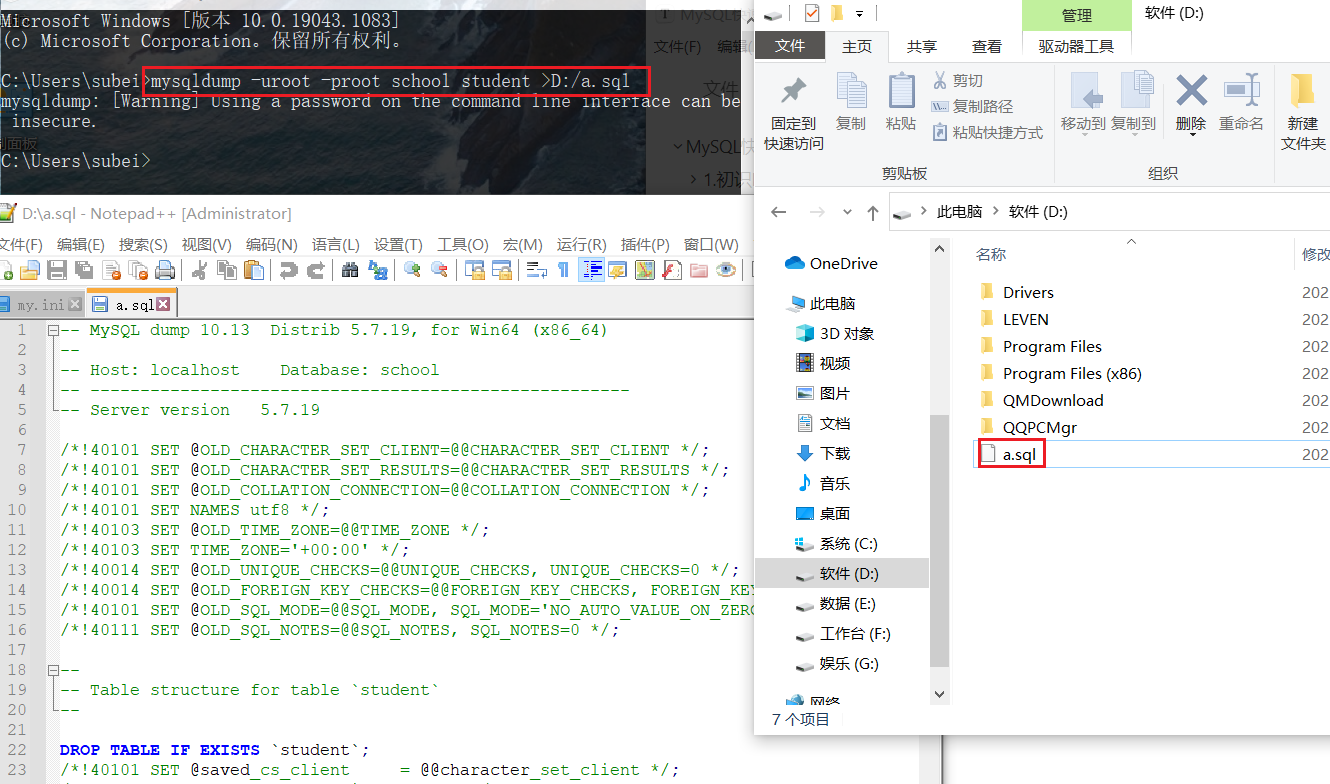 Microsoft Windows [版本 10.0.19043.1083]
(c) Microsoft Corporation。保留所有权利。
C:\Users\subei>mysqldump -uroot -proot school student >D:/a.sql
mysqldump: [Warning] Using a password on the command line interface can be
insecure.
C:\Users\subei>
文件(F) 编辑
文件
MySQL快
1.初识
D:\a.sql - Notepad++ [Administrator]
文件(F) 编辑(E) 搜索(S) 视图(V) 编码(N) 语言(L) 设置(T) 工具(O) 宏(M) 运行(R) 插件(P) 窗口(W)
my.ini a.sql
1 -- MySQL dump 10.13  Distrib 5.7.19, for Win64 (x86_64)
2 --
3 -- Host: localhost    Database: school
4 -- ------------------------------------------------------
5 -- Server version   5.7.19
6
7 /*!40101 SET @OLD_CHARACTER_SET_CLIENT=@@CHARACTER_SET_CLIENT */;
8 /*!40101 SET @OLD_CHARACTER_SET_RESULTS=@@CHARACTER_SET_RESULTS */;
9 /*!40101 SET @OLD_COLLATION_CONNECTION=@@COLLATION_CONNECTION */;
10 /*!40101 SET NAMES utf8 */;
11 /*!40103 SET @OLD_TIME_ZONE=@@TIME_ZONE */;
12 /*!40103 SET TIME_ZONE='+00:00' */;
13 /*!40014 SET @OLD_UNIQUE_CHECKS=@@UNIQUE_CHECKS, UNIQUE_CHECKS=0 */;
14 /*!40014 SET @OLD_FOREIGN_KEY_CHECKS=@@FOREIGN_KEY_CHECKS, FOREIGN_KEY
15 /*!40101 SET @OLD_SQL_MODE=@@SQL_MODE, SQL_MODE='NO_AUTO_VALUE_ON_ZERO
16 /*!40111 SET @OLD_SQL_NOTES=@@SQL_NOTES, SQL_NOTES=0 */;
17
18 --
19 -- Table structure for table `student`
20 --
21
22 DROP TABLE IF EXISTS `student`;
23 /*!40101 SET @saved_cs_client     = @@character_set_client */;
管理 软件 (D:)
文件 主页 共享 查看 驱动器工具
固定到
快速访问
复制
粘贴
剪切
复制路径
粘贴快捷方式
移动到 复制到 删除 重命名
新建
文件夹
剪贴板 组织
此电脑 软件 (D:)
OneDrive
此电脑
3D 对象
视频
图片
文档
下载
音乐
桌面
系统 (C:)
软件 (D:)
数据 (E:)
工作台 (F:)
娱乐 (G:)
网络
名称 修改
Drivers 202
LEVEN 202
Program Files 202
Program Files (x86) 202
QMDownload 202
QQPCMgr 202
a.sql 202
7 个项目